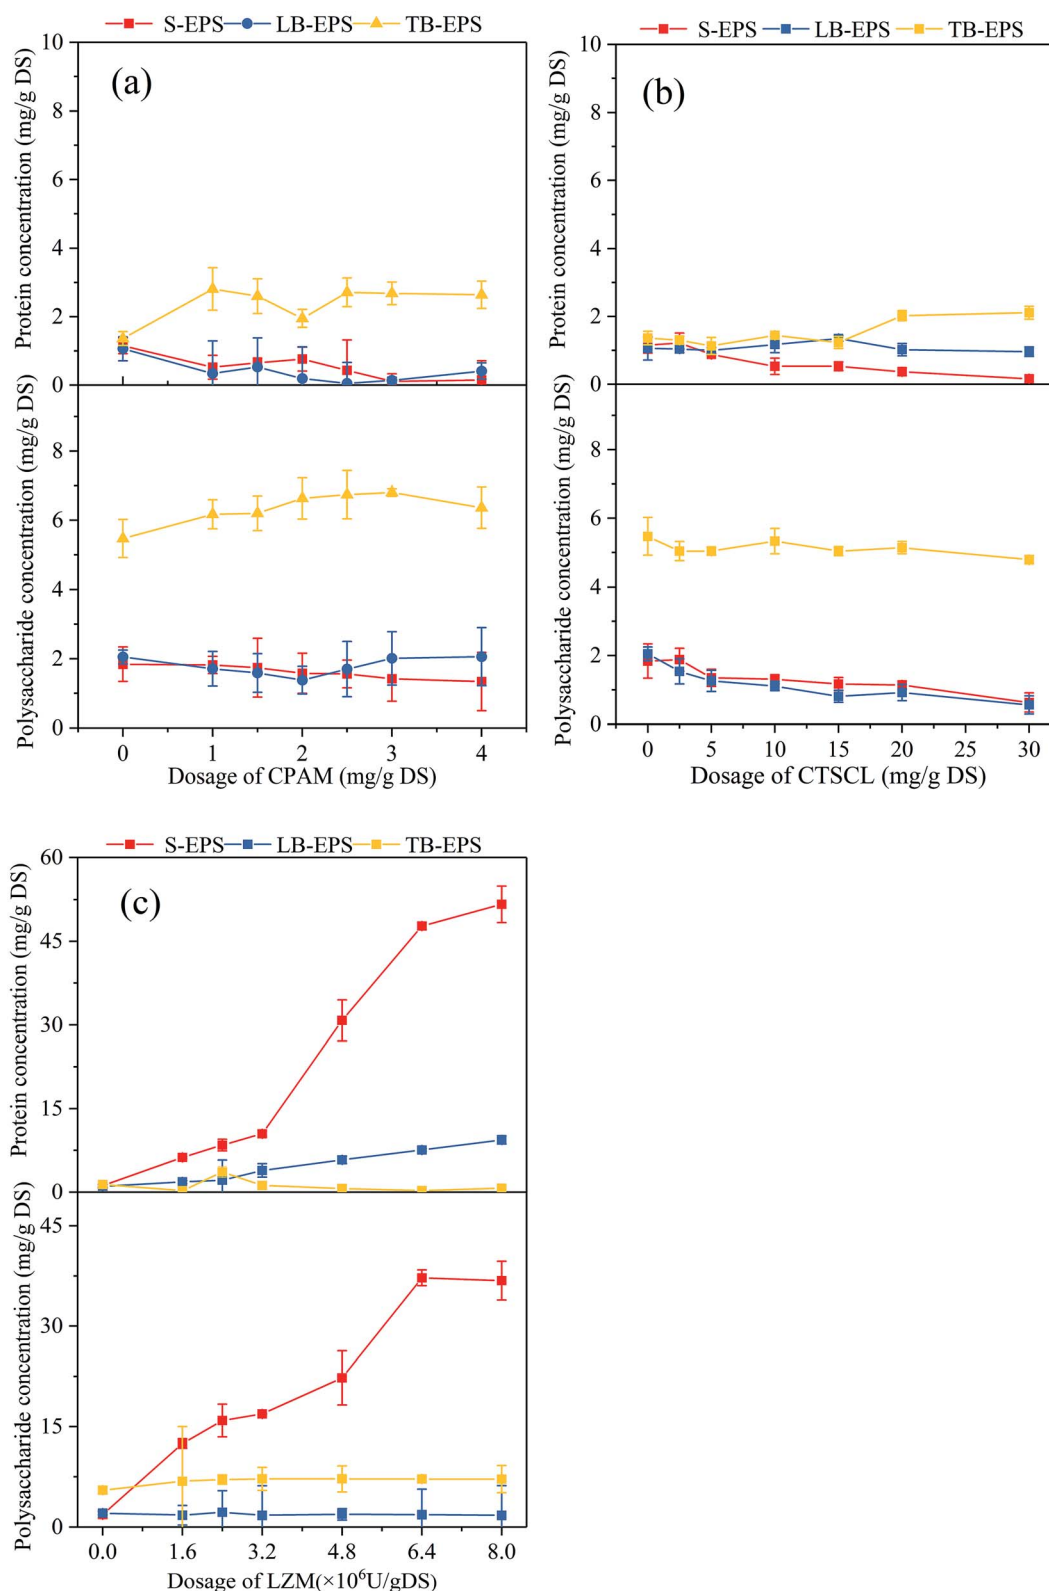 S-EPS LB-EPS TB-EPS
(a)
Protein concentration (mg/g DS)
10
8
6
4
2
0
Polysaccharide concentration (mg/g DS)
8
6
4
2
0
0 1 2 3 4
Dosage of CPAM (mg/g DS)
S-EPS LB-EPS TB-EPS
(b)
Protein concentration (mg/g DS)
10
8
6
4
2
0
Polysaccharide concentration (mg/g DS)
8
6
4
2
0
0 5 10 15 20 25 30
Dosage of CTSCL (mg/g DS)
S-EPS LB-EPS TB-EPS
(c)
Protein concentration (mg/g DS)
60
45
30
15
0
Polysaccharide concentration (mg/g DS)
45
30
15
0
0.0 1.6 3.2 4.8 6.4 8.0
Dosage of LZM(×10⁶U/gDS)